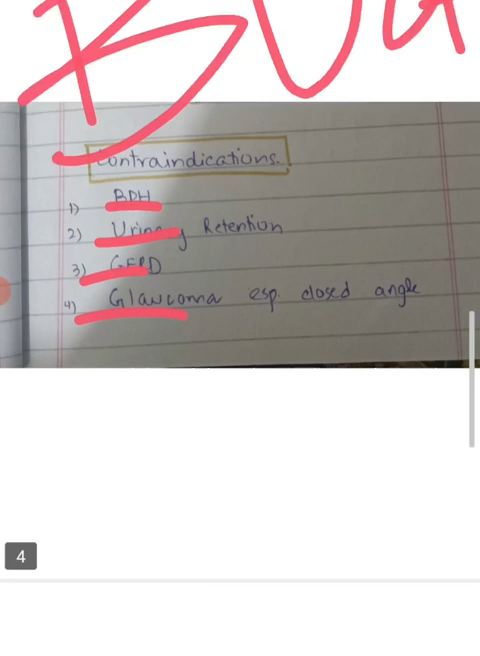 Contraindications.
1) BPH
2) Urinary Retention
3) GERD
4) Glaucoma esp. closed angle
4